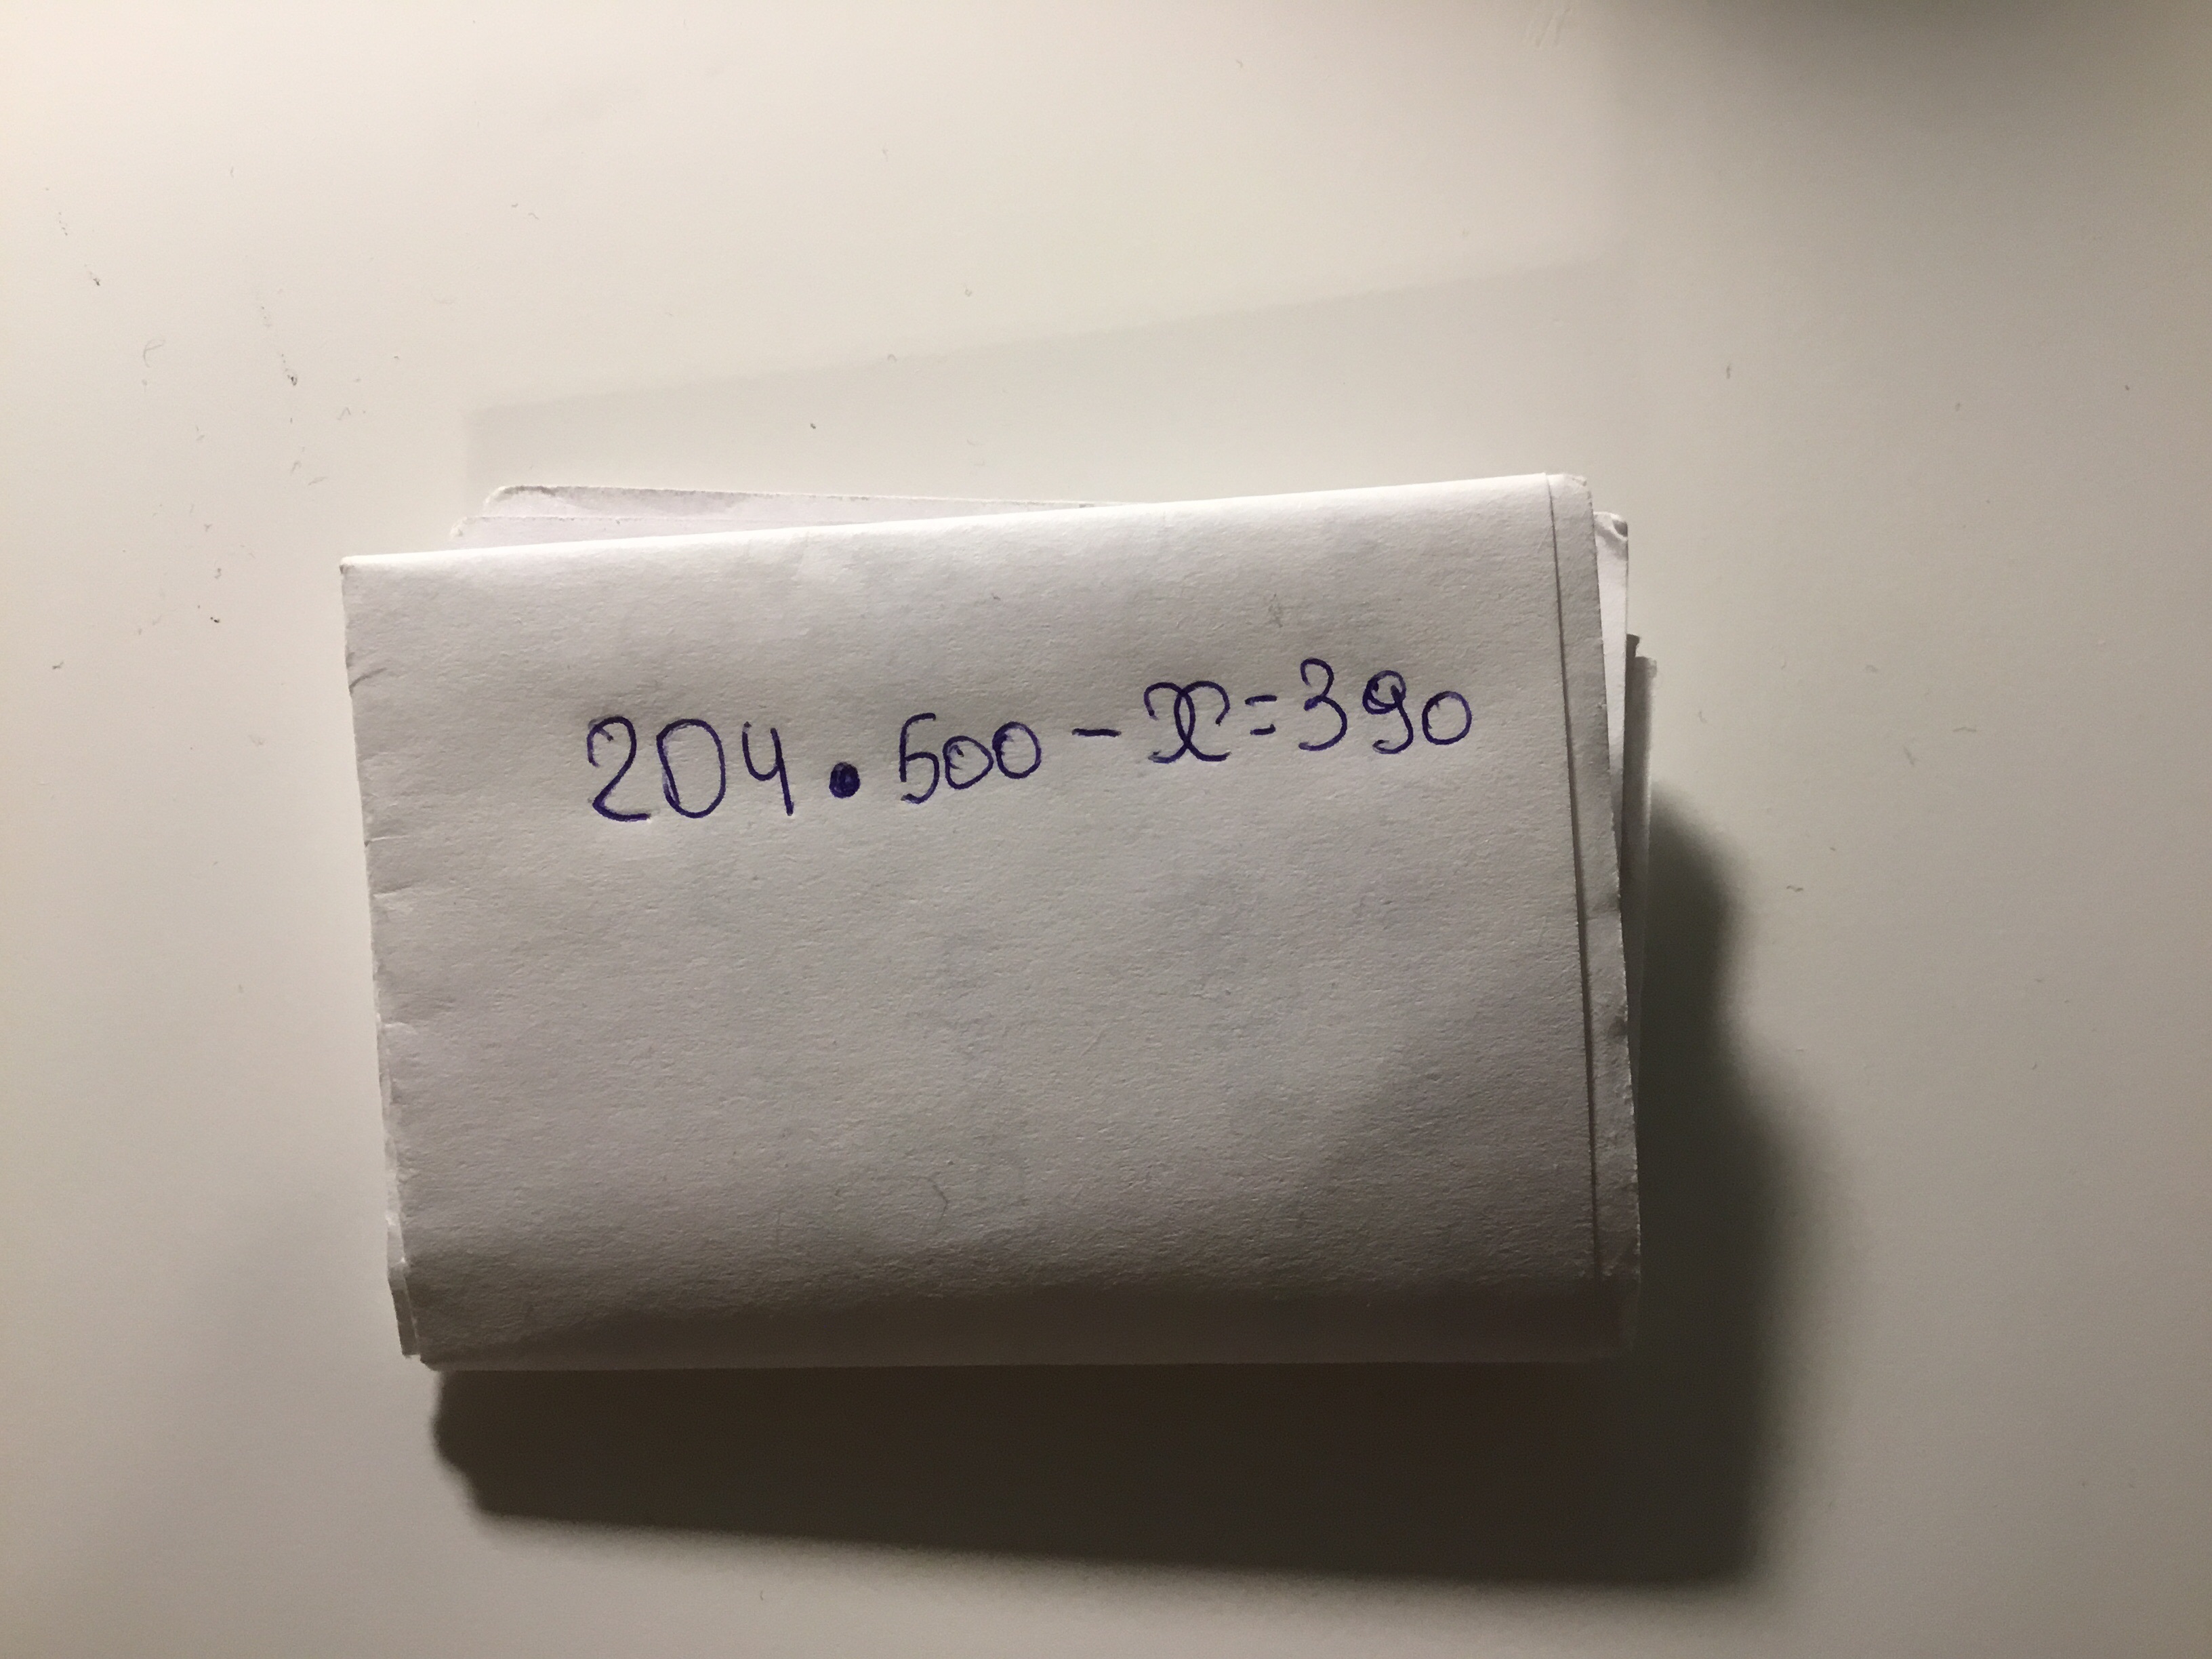 204 • 500 - x = 390